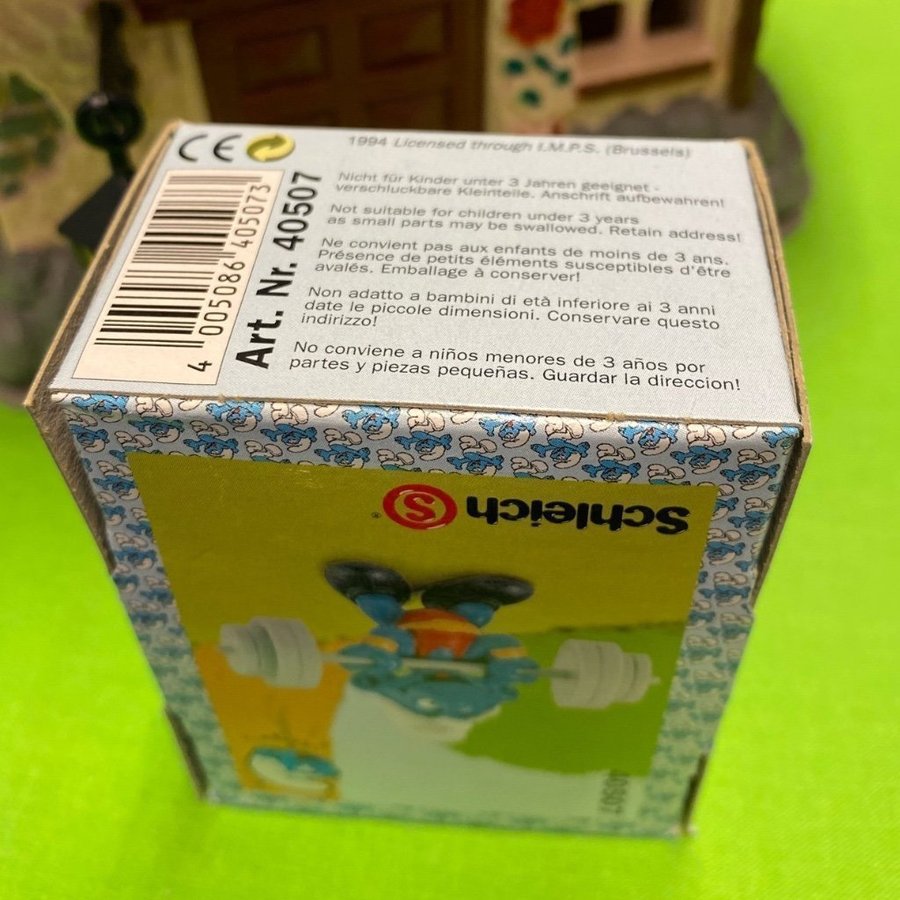 CE
1994 Licensed through I.M.P.S. (Brussels)
4 005086 405073
Art. Nr. 40507
Nicht für Kinder unter 3 Jahren geeignet -
verschluckbare Kleinteile. Anschrift aufbewahren!
Not suitable for children under 3 years
as small parts may be swallowed. Retain address!
Ne convient pas aux enfants de moins de 3 ans.
Présence de petits éléments susceptibles d'être
avalés. Emballage à conserver!
Non adatto a bambini di età inferiore ai 3 anni
date le piccole dimensioni. Conservare questo
indirizzo!
No conviene a niños menores de 3 años por
partes y piezas pequeñas. Guardar la direccion!
Schleich S ®
40507